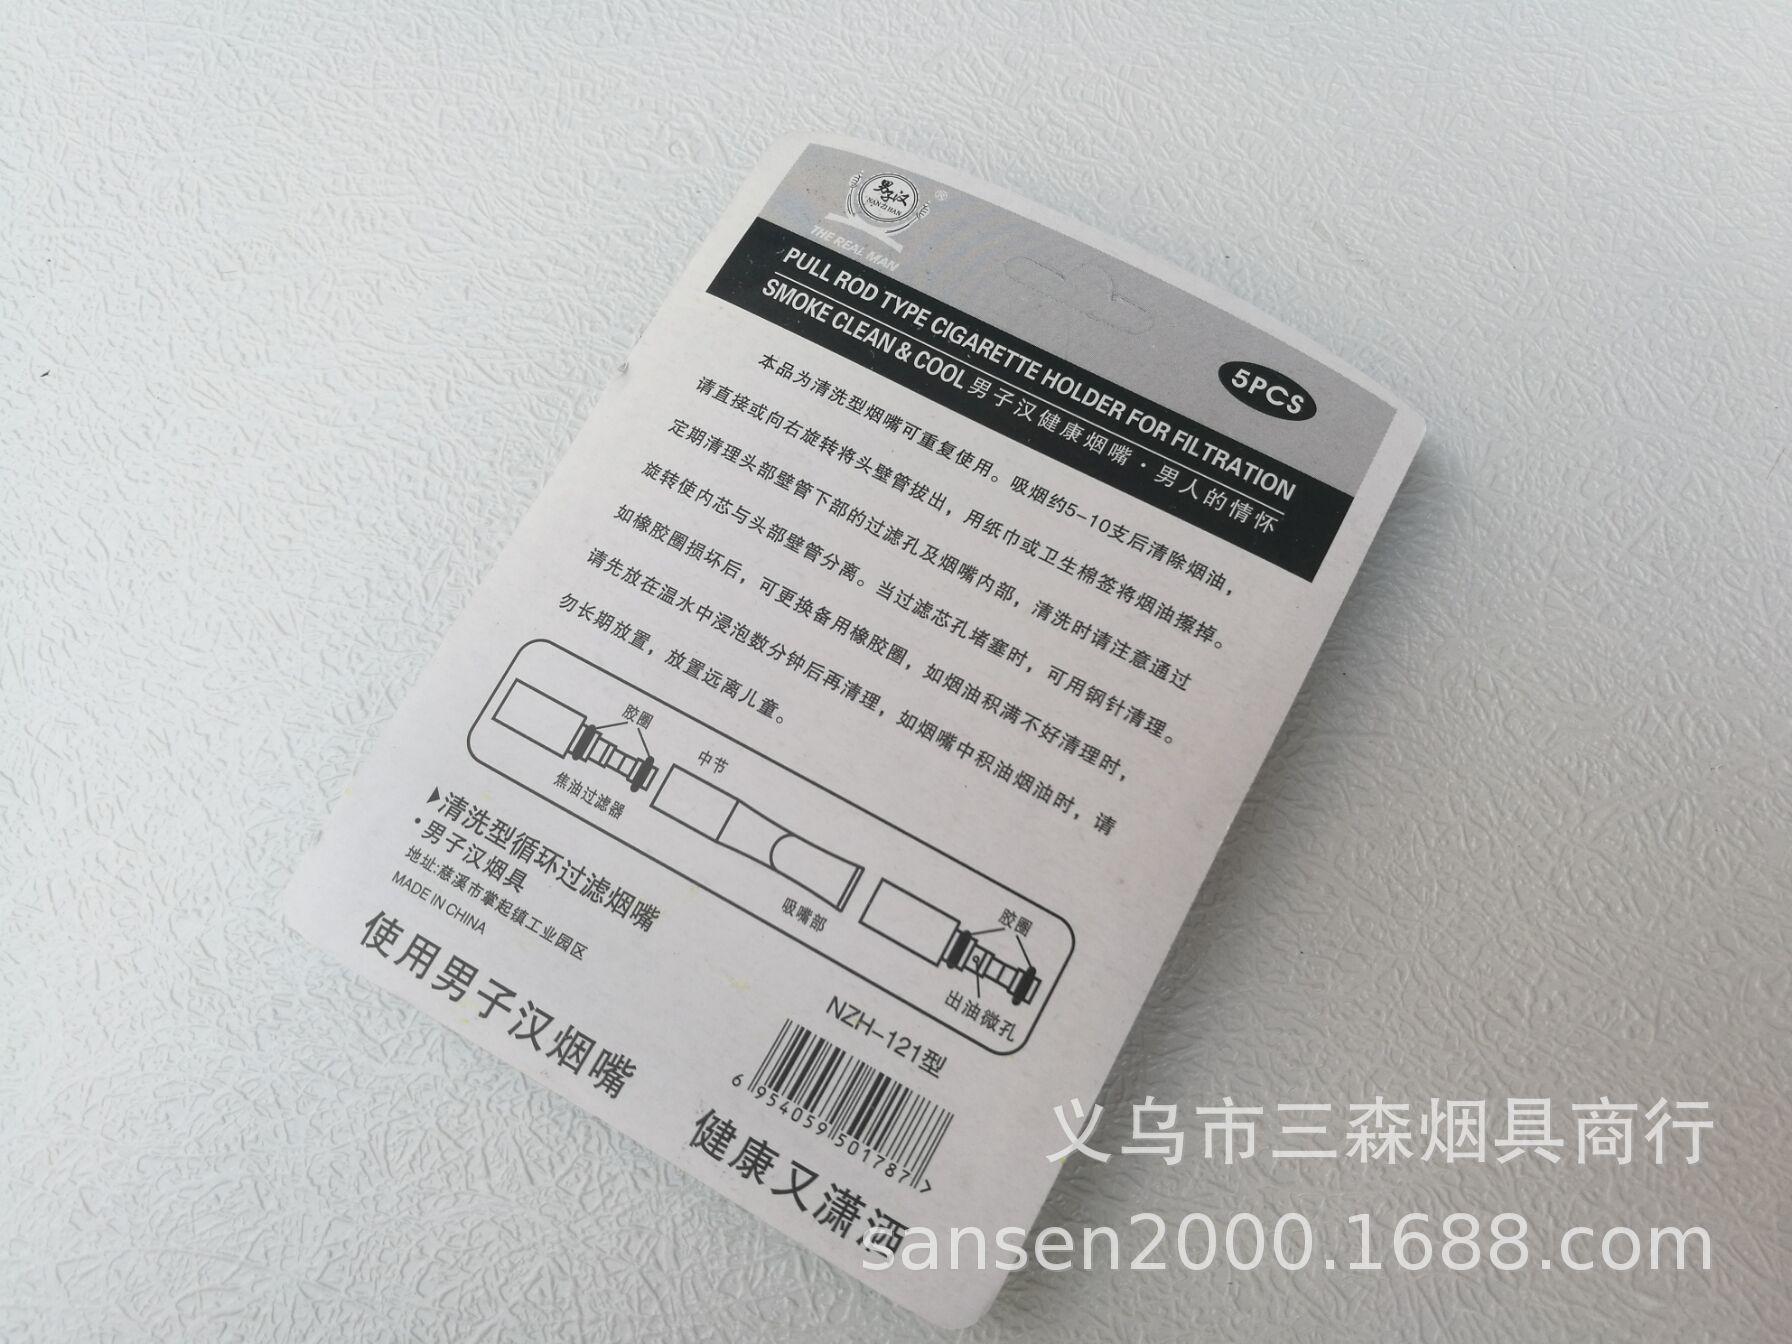 男子汉
NANZIHAN
®
THE REAL MAN
5PCS
PULL ROD TYPE CIGARETTE HOLDER FOR FILTRATION
SMOKE CLEAN & COOL 男子汉健康烟嘴·男人的情怀
本品为清洗型烟嘴可重复使用。吸烟约5-10支后清除烟油，
请直接或向右旋转将头壁管拔出，用纸巾或卫生棉签将烟油擦掉。
定期清理头部壁管下部的过滤孔及烟嘴内部，清洗时请注意通过
旋转使内芯与头部壁管分离。当过滤芯孔堵塞时，可用钢针清理。
如橡胶圈损坏后，可更换备用橡胶圈，如烟油积满不好清理时，
请先放在温水中浸泡数分钟后再清理，如烟嘴中积油烟油时，请
勿长期放置，放置远离儿童。
胶圈
中节
焦油过滤器
吸嘴部
胶圈
出油微孔
▶清洗型循环过滤烟嘴
·男子汉烟具
地址:慈溪市掌起镇工业园区
MADE IN CHINA
NZH-121型
6 954059 501787 >
使用男子汉烟嘴
健康又潇洒
义乌市三森烟具商行
sansen2000.1688.com